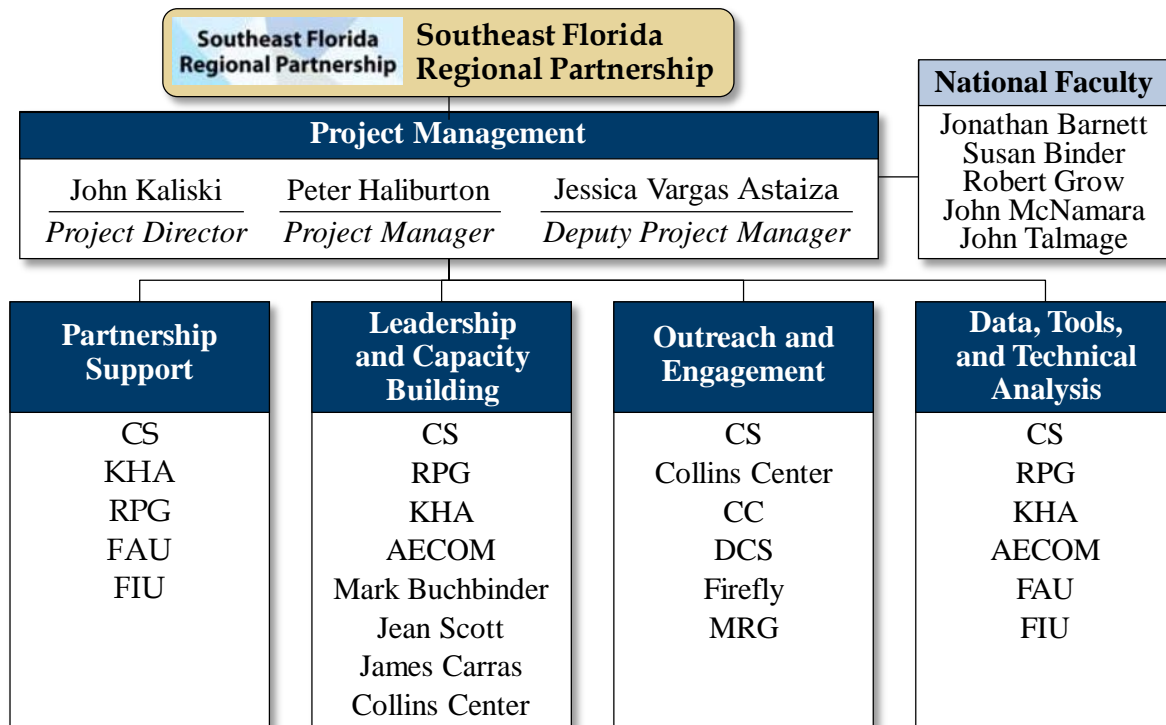 Southeast Florida
Regional Partnership
Southeast Florida
Regional Partnership
National Faculty
Jonathan Barnett
Susan Binder
Robert Grow
John McNamara
John Talmage
Project Management
John Kaliski
Project Director
Peter Haliburton
Project Manager
Jessica Vargas Astaiza
Deputy Project Manager
Partnership
Support
CS
KHA
RPG
FAU
FIU
Leadership
and Capacity
Building
CS
RPG
KHA
AECOM
Mark Buchbinder
Jean Scott
James Carras
Collins Center
Outreach and
Engagement
CS
Collins Center
CC
DCS
Firefly
MRG
Data, Tools,
and Technical
Analysis
CS
RPG
KHA
AECOM
FAU
FIU